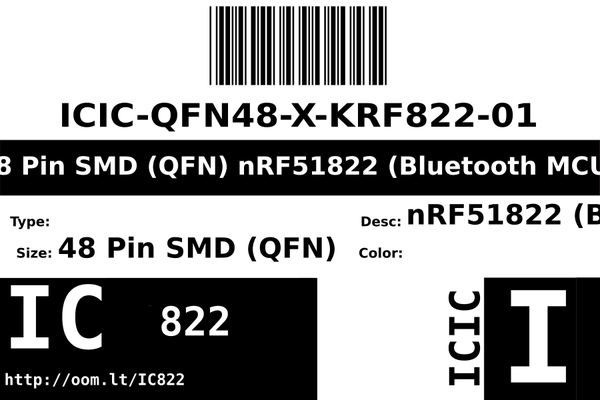 ICIC-QFN48-X-KRF822-01
8 Pin SMD (QFN) nRF51822 (Bluetooth MCU
Type:
Desc: nRF51822 (B
Size: 48 Pin SMD (QFN)
Color:
IC 822
http://oom.lt/IC822
ICIC
I